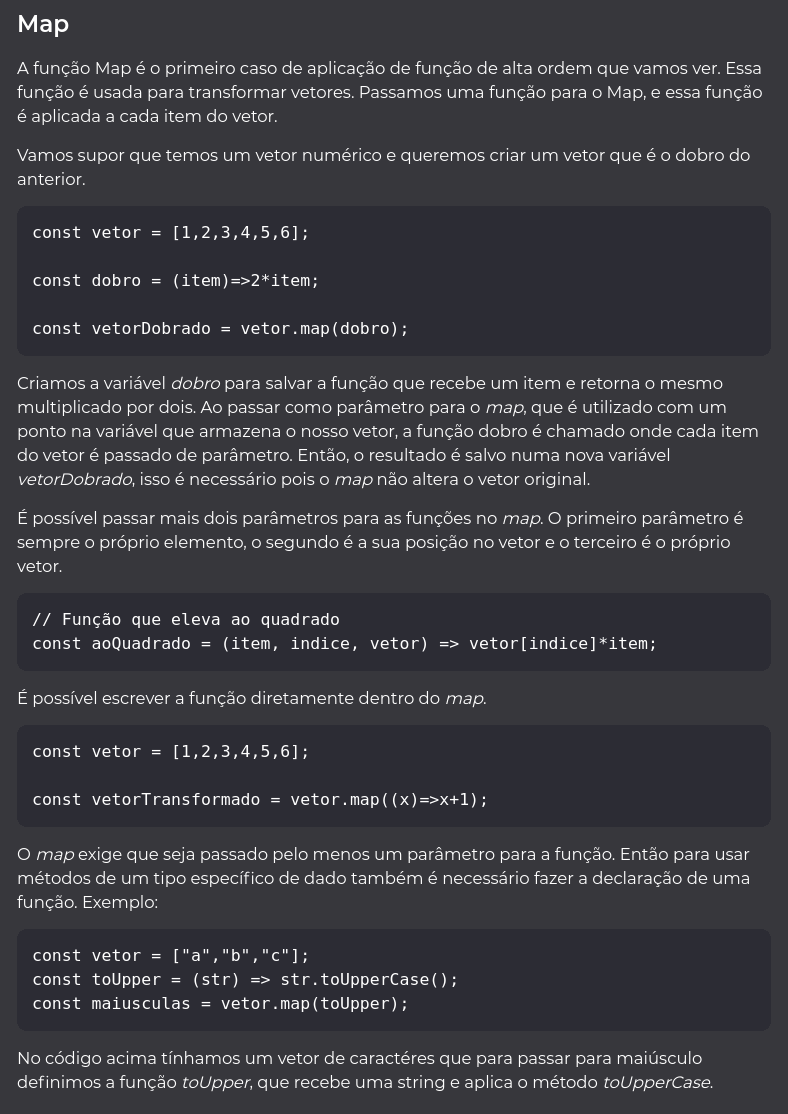 Map
A função Map é o primeiro caso de aplicação de função de alta ordem que vamos ver. Essa
função é usada para transformar vetores. Passamos uma função para o Map, e essa função
é aplicada a cada item do vetor.
Vamos supor que temos um vetor numérico e queremos criar um vetor que é o dobro do
anterior.
const vetor = [1,2,3,4,5,6];
const dobro = (item)=>2*item;
const vetorDobrado = vetor.map(dobro);
Criamos a variável dobro para salvar a função que recebe um item e retorna o mesmo
multiplicado por dois. Ao passar como parâmetro para o map, que é utilizado com um
ponto na variável que armazena o nosso vetor, a função dobro é chamado onde cada item
do vetor é passado de parâmetro. Então, o resultado é salvo numa nova variável
vetorDobrado, isso é necessário pois o map não altera o vetor original.
É possível passar mais dois parâmetros para as funções no map. O primeiro parâmetro é
sempre o próprio elemento, o segundo é a sua posição no vetor e o terceiro é o próprio
vetor.
// Função que eleva ao quadrado
const aoQuadrado = (item, indice, vetor) => vetor[indice]*item;
É possível escrever a função diretamente dentro do map.
const vetor = [1,2,3,4,5,6];
const vetorTransformado = vetor.map((x)=>x+1);
O map exige que seja passado pelo menos um parâmetro para a função. Então para usar
métodos de um tipo específico de dado também é necessário fazer a declaração de uma
função. Exemplo:
const vetor = ["a","b","c"];
const toUpper = (str) => str.toUpperCase();
const maiusculas = vetor.map(toUpper);
No código acima tínhamos um vetor de caractéres que para passar para maiúsculo
definimos a função toUpper, que recebe uma string e aplica o método toUpperCase.